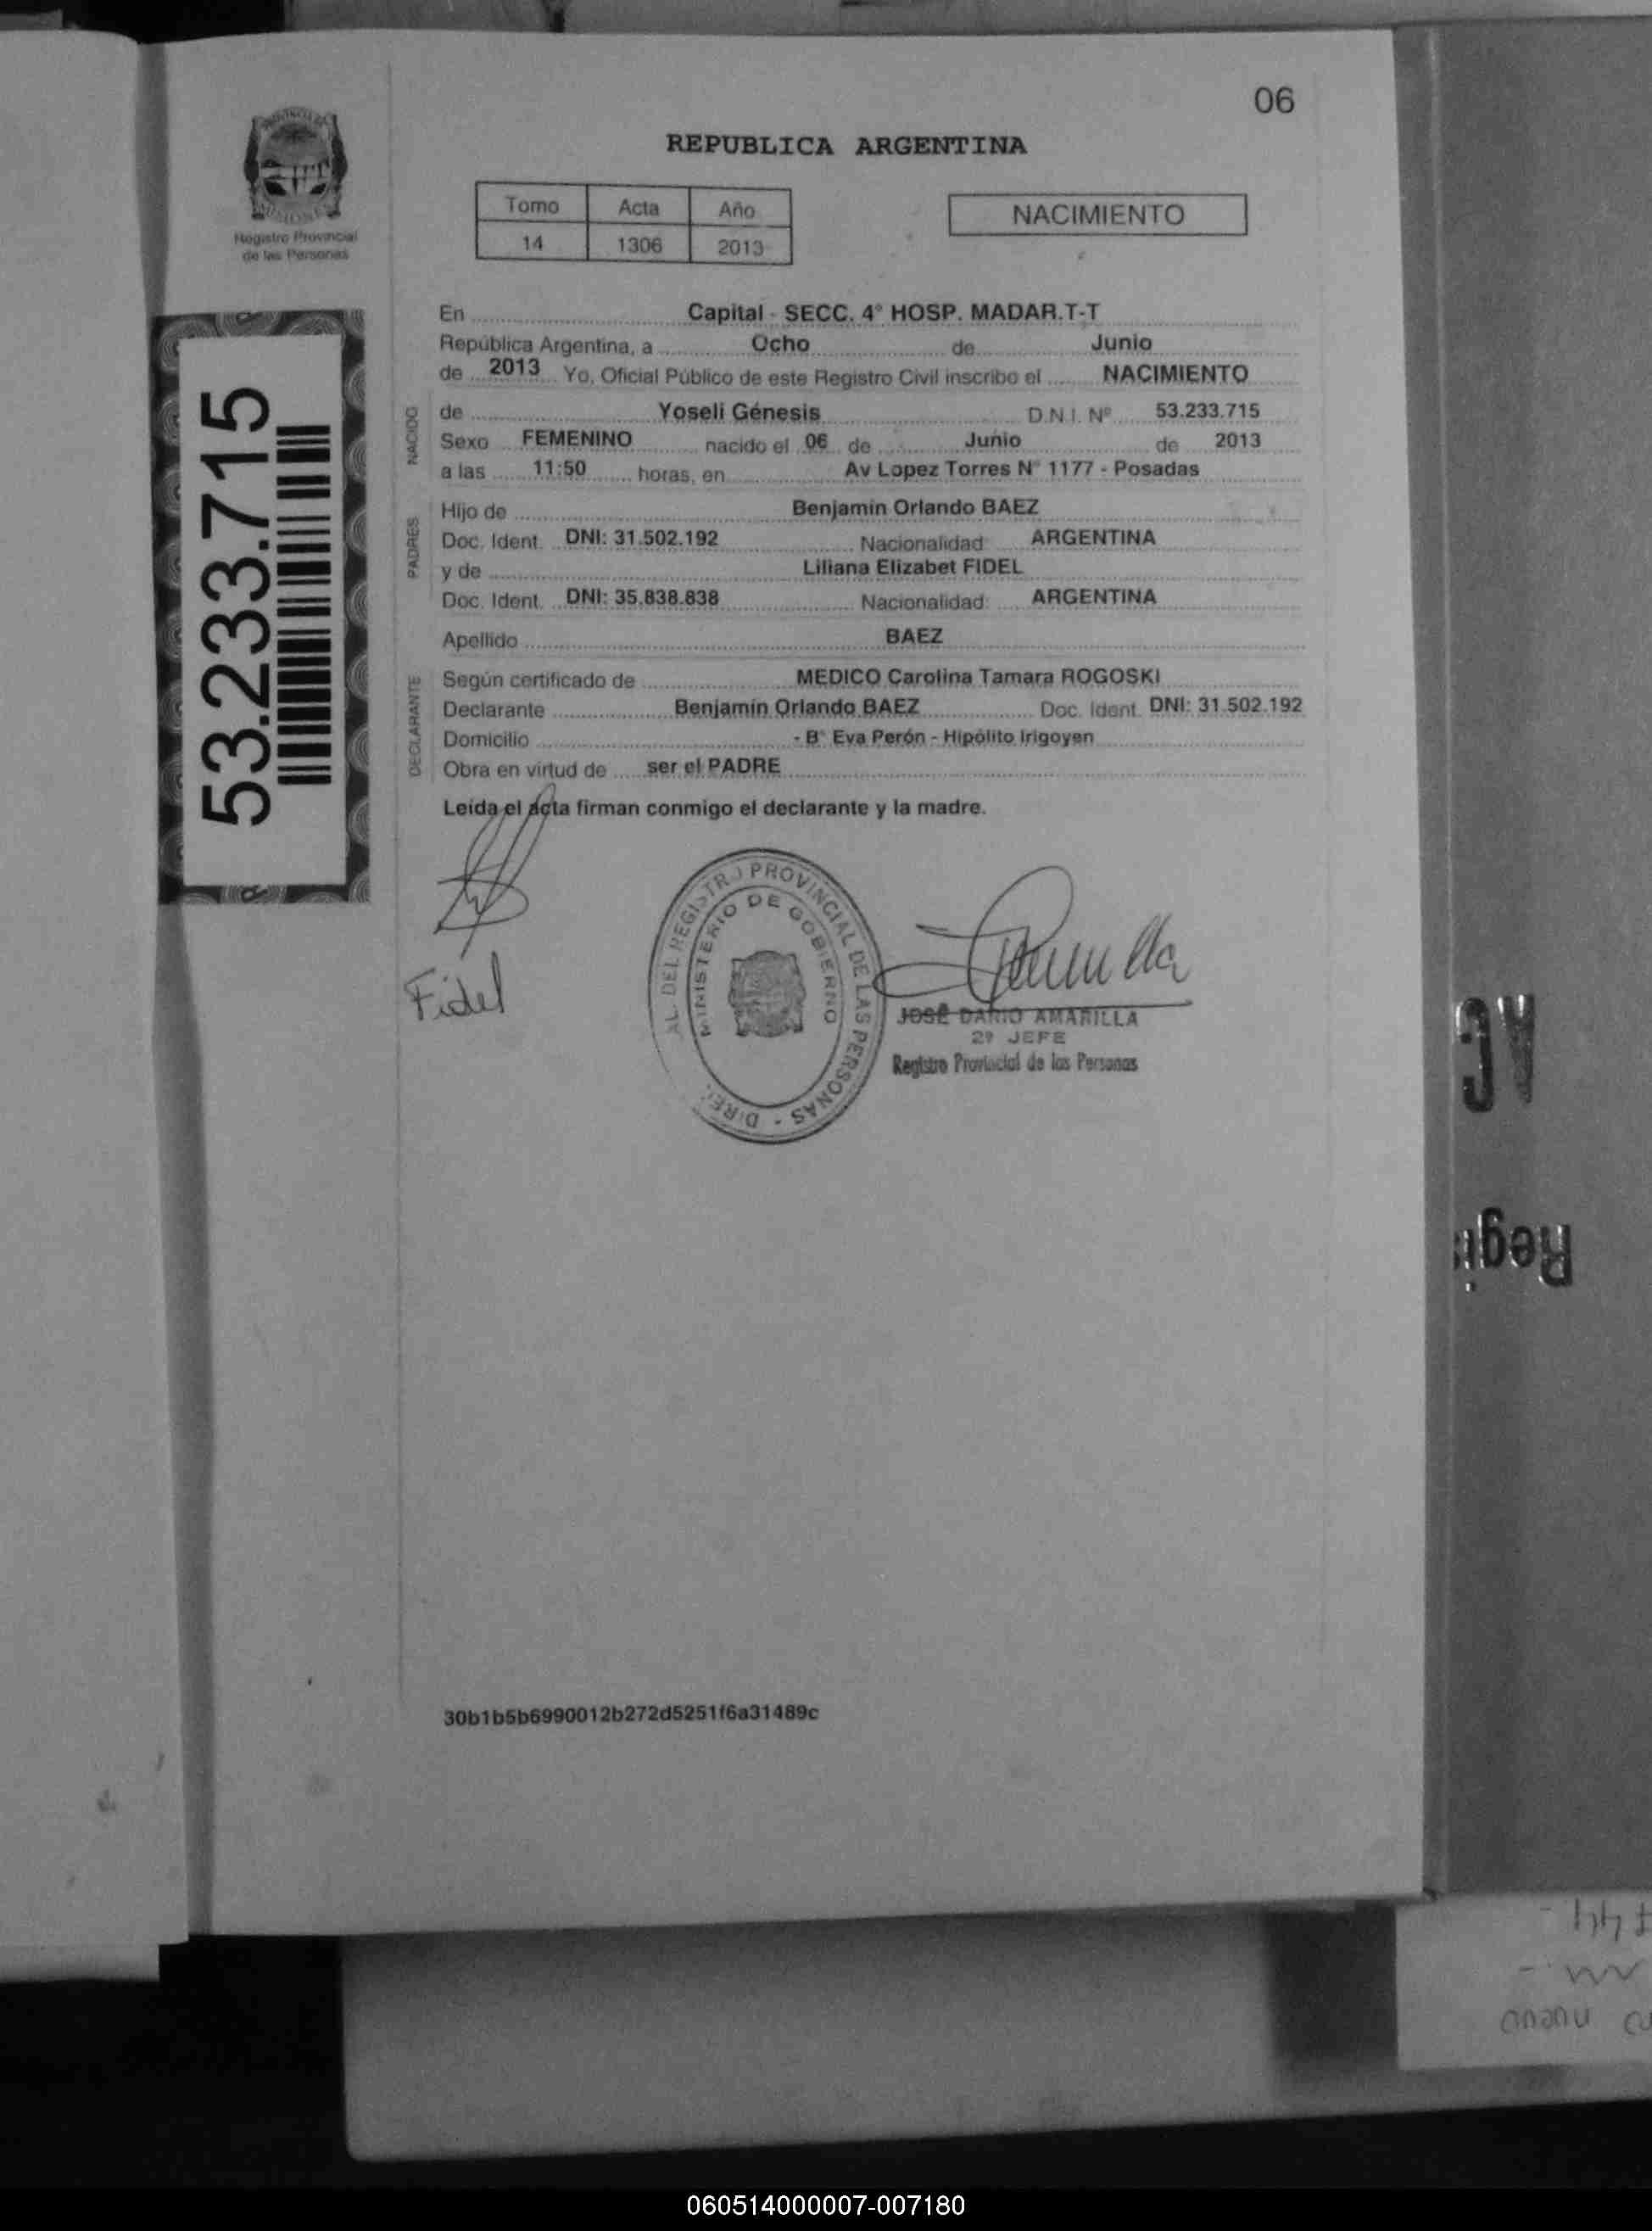 06
REPUBLICA ARGENTINA
Registro Provincial
de las Personas
Tomo Acta Año
14 1306 2013
NACIMIENTO
53.233.715
En Capital - SECC. 4° HOSP. MADAR.T-T
República Argentina, a Ocho de Junio
de 2013 Yo, Oficial Público de este Registro Civil inscribo el NACIMIENTO
NACIDO
de Yoseli Génesis D.N.I. Nº 53.233.715
Sexo FEMENINO nacido el 06 de Junio de 2013
a las 11:50 horas, en Av Lopez Torres N° 1177 - Posadas
PADRES
Hijo de Benjamín Orlando BAEZ
Doc. Ident. DNI: 31.502.192 Nacionalidad ARGENTINA
y de Liliana Elizabet FIDEL
Doc. Ident. DNI: 35.838.838 Nacionalidad: ARGENTINA
Apellido BAEZ
DECLARANTE
Según certificado de MEDICO Carolina Tamara ROGOSKI
Declarante Benjamín Orlando BAEZ Doc. Ident. DNI: 31.502.192
Domicilio - B° Eva Perón - Hipólito Irigoyen
Obra en virtud de ser el PADRE
Leída el acta firman conmigo el declarante y la madre.
Fidel
REGISTRO PROVINCIAL DE LAS PERSONAS
MINISTERIO DE GOBIERNO
JOSÉ DARIO AMARILLA
2º JEFE
Registro Provincial de las Personas
AC
Regis
30b1b5b6990012b272d5251f6a31489c
060514000007-007180